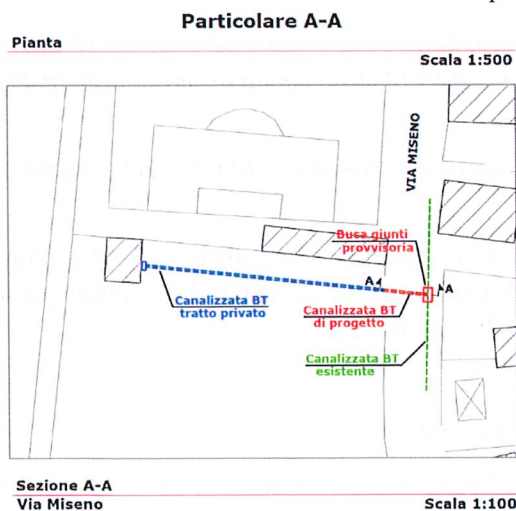 Particolare A-A
Pianta
Scala 1:500
VIA MISENO
Buca giunti
provvisoria
A
A
Canalizzata BT
tratto privato
Canalizzata BT
di progetto
Canalizzata BT
esistente
Sezione A-A
Via Miseno
Scala 1:100